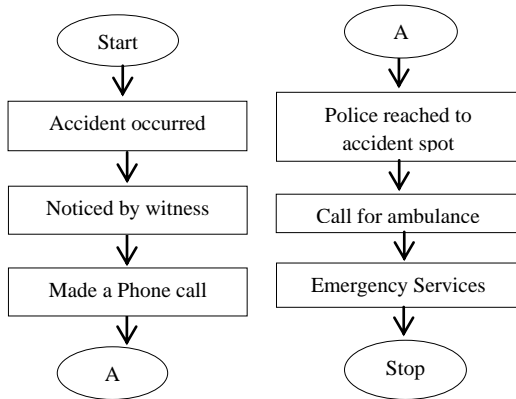 Start
Accident occurred
Noticed by witness
Made a Phone call
A
A
Police reached to
accident spot
Call for ambulance
Emergency Services
Stop